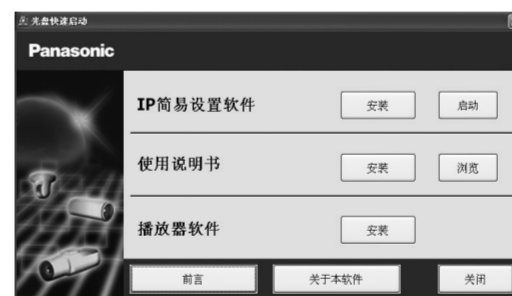 光盘快速启动
Panasonic
IP简易设置软件 安装 启动
使用说明书 安装 浏览
播放器软件 安装
前言 关于本软件 关闭